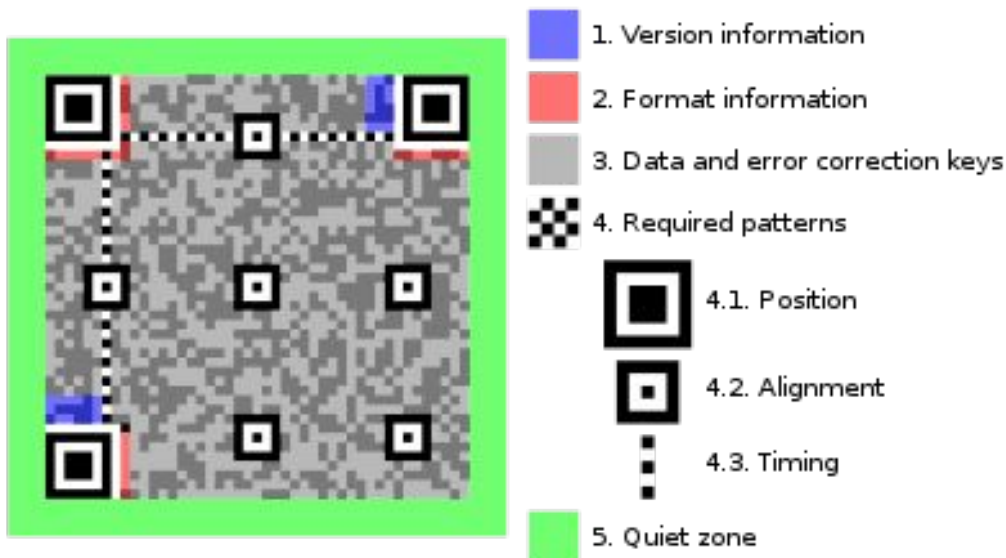 1. Version information
2. Format information
3. Data and error correction keys
4. Required patterns
4.1. Position
4.2. Alignment
4.3. Timing
5. Quiet zone